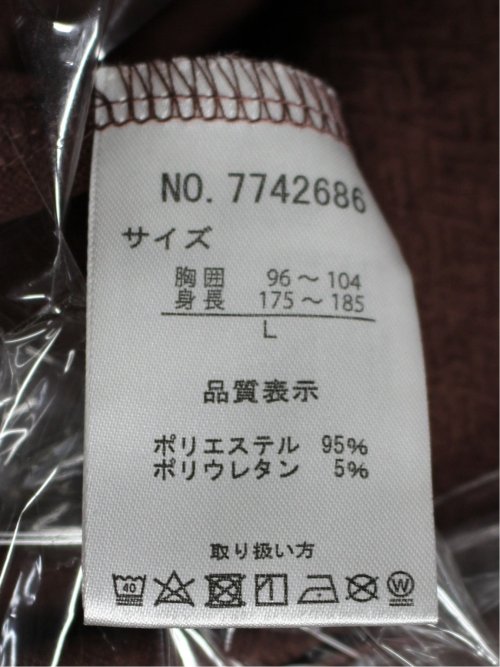 NO. 7742686
サイズ
胸囲 96～104
身長 175～185
L
品質表示
ポリエステル 95%
ポリウレタン 5%
取り扱い方
40 W